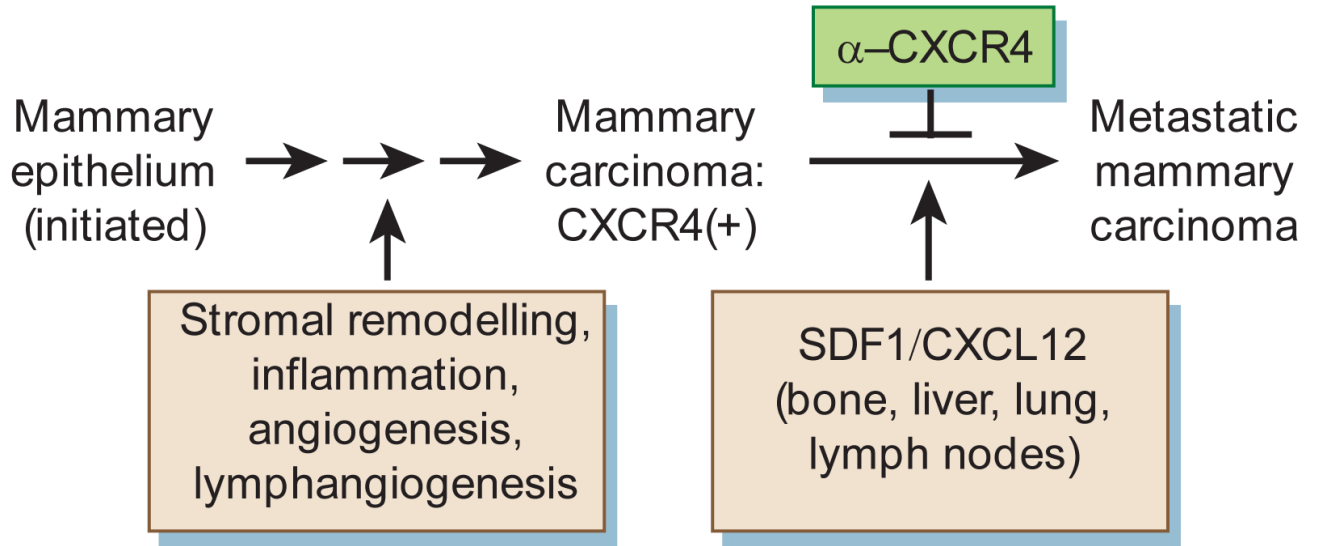 α–CXCR4
Mammary
epithelium
(initiated)
Mammary
carcinoma:
CXCR4(+)
Metastatic
mammary
carcinoma
Stromal remodelling,
inflammation,
angiogenesis,
lymphangiogenesis
SDF1/CXCL12
(bone, liver, lung,
lymph nodes)